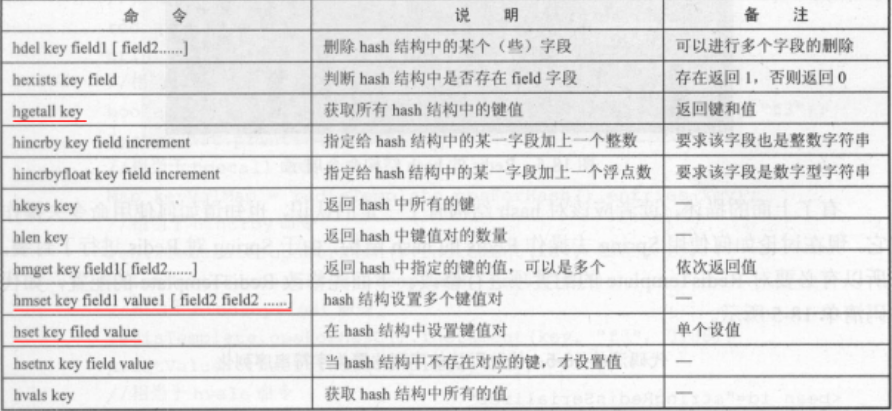 命 令 说 明 备 注
hdel key field1 [ field2......] 删除 hash 结构中的某个（些）字段 可以进行多个字段的删除
hexists key field 判断 hash 结构中是否存在 field 字段 存在返回 1，否则返回 0
hgetall key 获取所有 hash 结构中的键值 返回键和值
hincrby key field increment 指定给 hash 结构中的某一字段加上一个整数 要求该字段也是整数字符串
hincrbyfloat key field increment 指定给 hash 结构中的某一字段加上一个浮点数 要求该字段是数字型字符串
hkeys key 返回 hash 中所有的键 —
hlen key 返回 hash 中键值对的数量 —
hmget key field1[ field2......] 返回 hash 中指定的键的值，可以是多个 依次返回值
hmset key field1 value1 [ field2 field2 ......] hash 结构设置多个键值对 —
hset key filed value 在 hash 结构中设置键值对 单个设值
hsetnx key field value 当 hash 结构中不存在对应的键，才设置值 —
hvals key 获取 hash 结构中所有的值 —